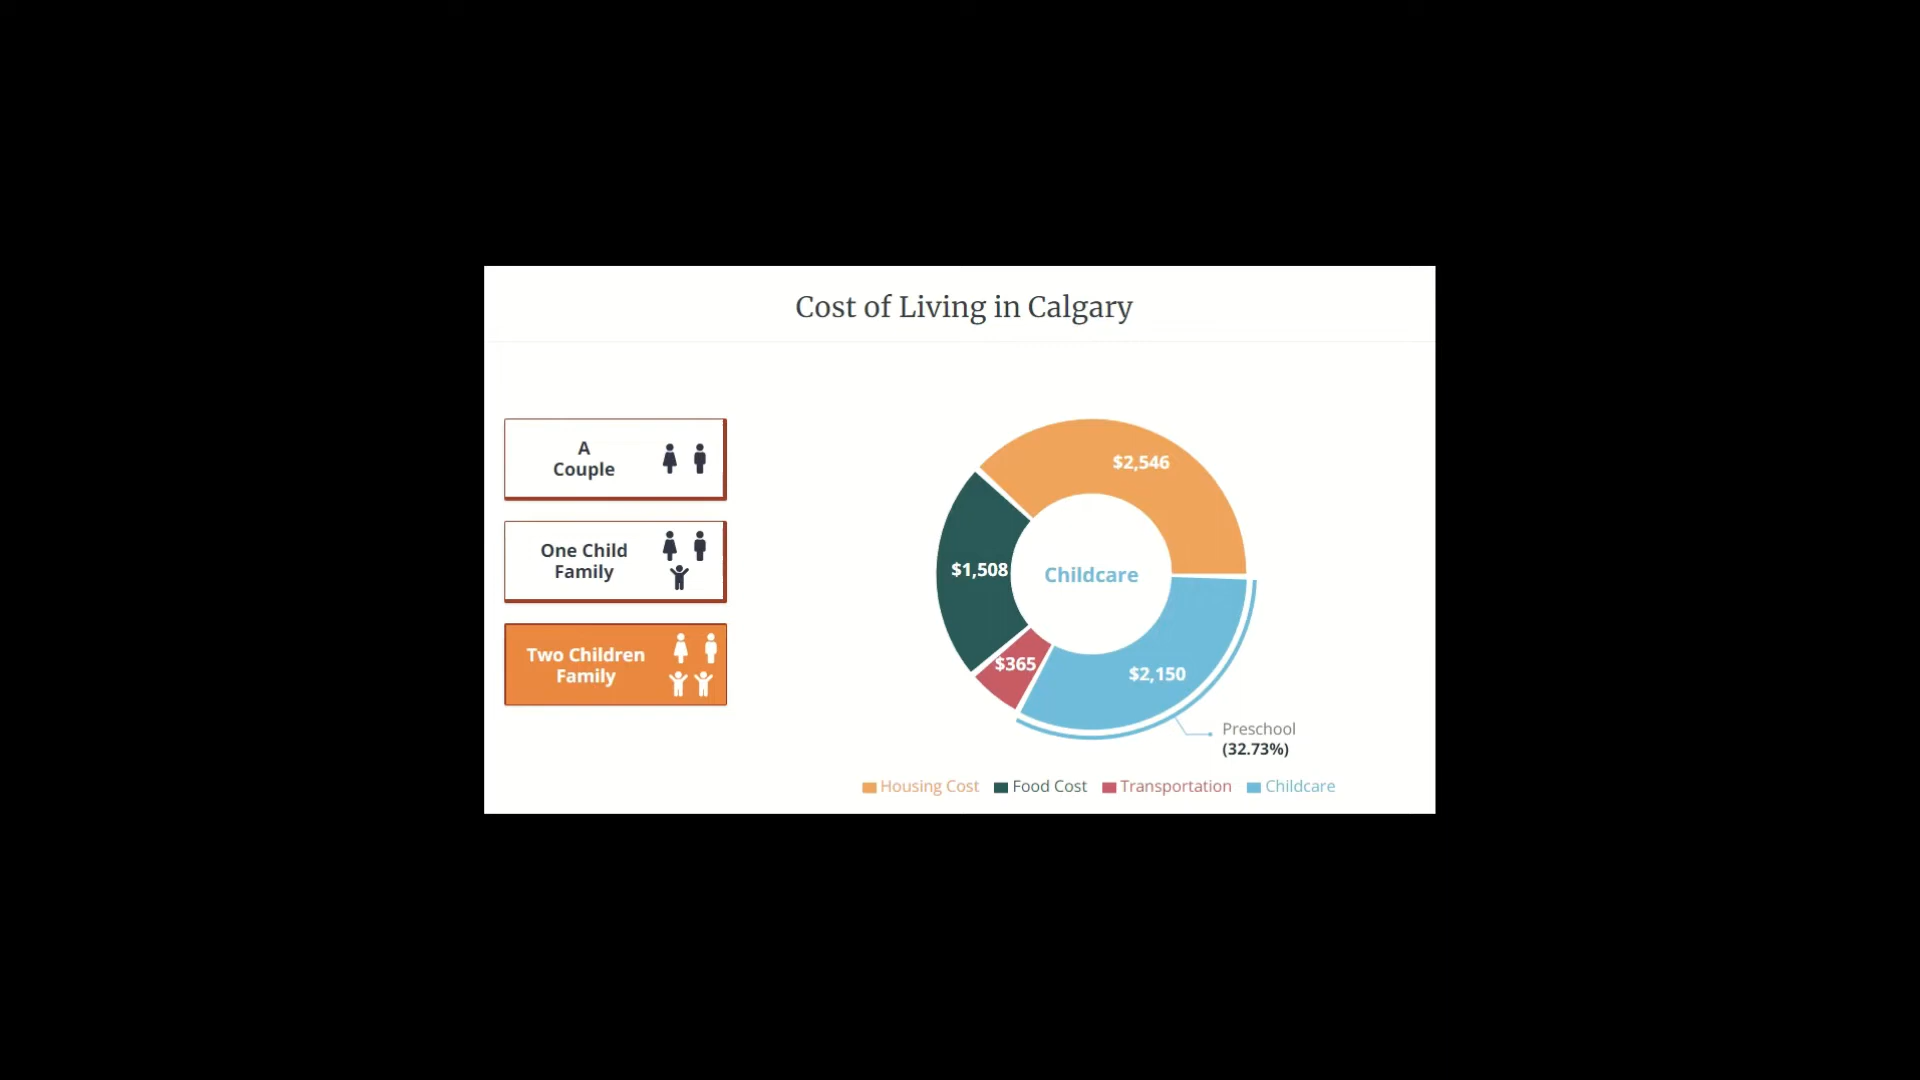 Cost of Living in Calgary
A
Couple
One Child
Family
Two Children
Family
$2,546
$1,508
Childcare
$365
$2,150
Preschool
(32.73%)
Housing Cost Food Cost Transportation Childcare